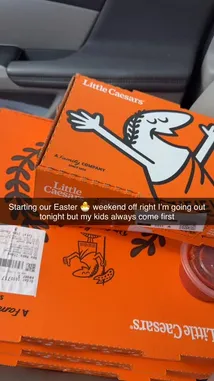 Little Caesars
A Family COMPANY
Little
Caesars
Starting our Easter 🐣 weekend off right I'm going out
tonight but my kids always come first
A Fam
Little Caesars